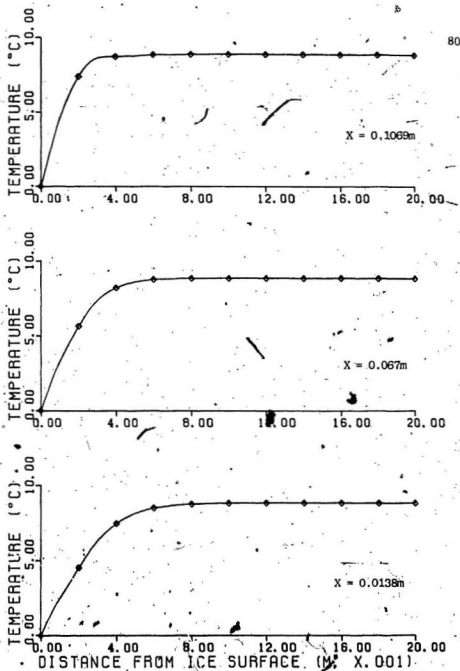 80
TEMPERATURE (°C)
10.00
5.00
0.00
X = 0.1069m
0.00 4.00 8.00 12.00 16.00 20.00
TEMPERATURE (°C)
10.00
5.00
0.00
X = 0.067m
0.00 4.00 8.00 12.00 16.00 20.00
TEMPERATURE (°C)
10.00
5.00
0.00
X = 0.0138m
0.00 4.00 8.00 12.00 16.00 20.00
DISTANCE FROM ICE SURFACE (M. X.001)